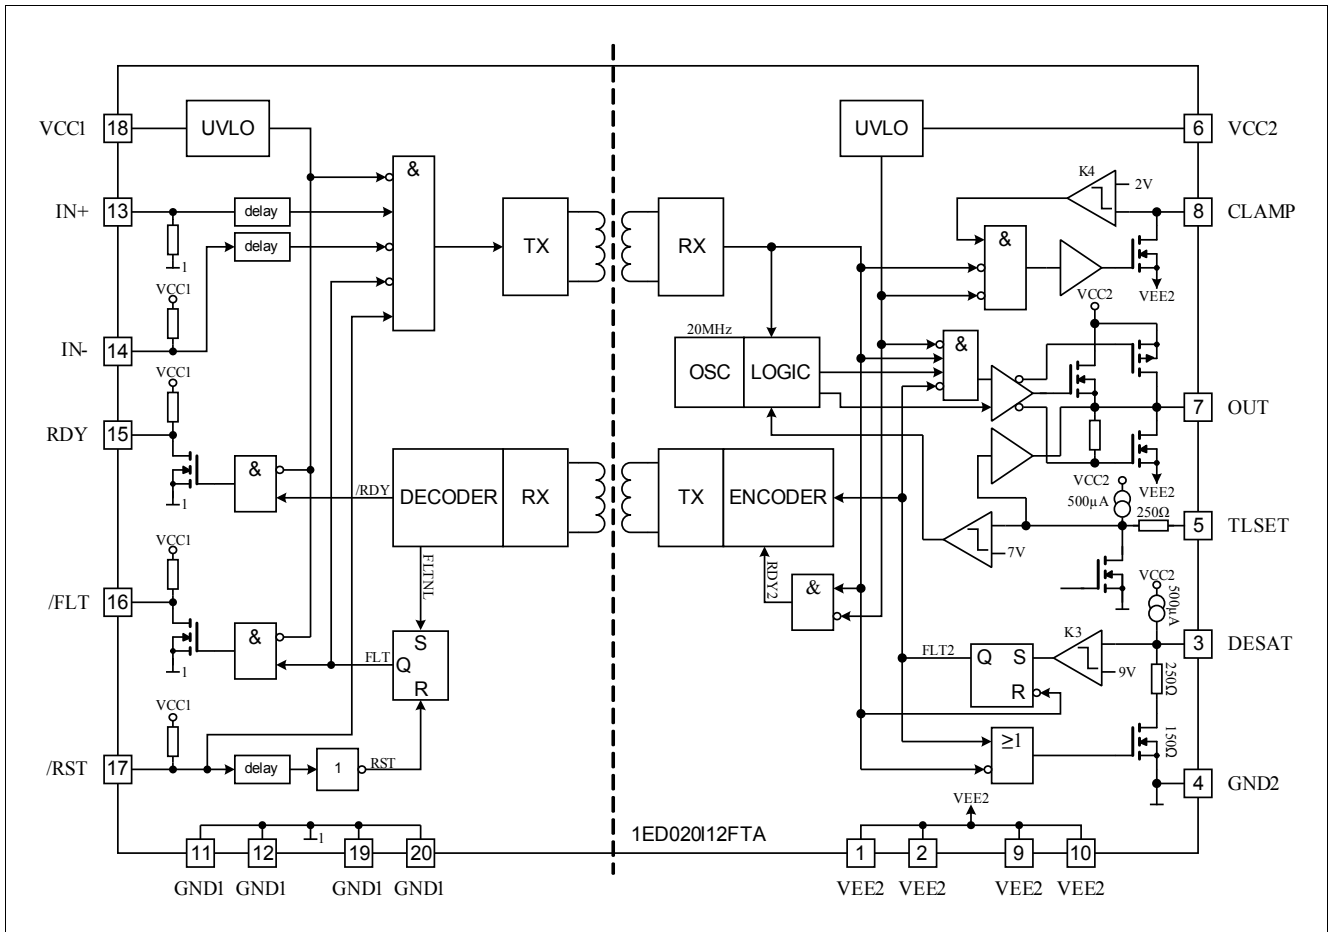 VCC1
18
UVLO
UVLO
6
VCC2
&
K4
2V
IN+
13
delay
8
CLAMP
delay
TX
RX
&
1
VCC1
VEE2
VCC2
IN-
14
20MHz
&
OSC
LOGIC
VCC1
7
OUT
RDY
15
&
/RDY
DECODER
RX
TX
ENCODER
VCC2
VEE2
500µA
250Ω
5
TLSET
1
VCC1
7V
FLTNL
RDY2
&
VCC2
500µA
/FLT
16
&
FLT
S
Q
R
FLT2
Q
S
R
K3
9V
3
DESAT
250Ω
1
VCC1
150Ω
≥1
/RST
17
delay
1
RST
4
GND2
VEE2
1
1ED020I12FTA
11
12
19
20
1
2
9
10
GND1
GND1
GND1
GND1
VEE2
VEE2
VEE2
VEE2